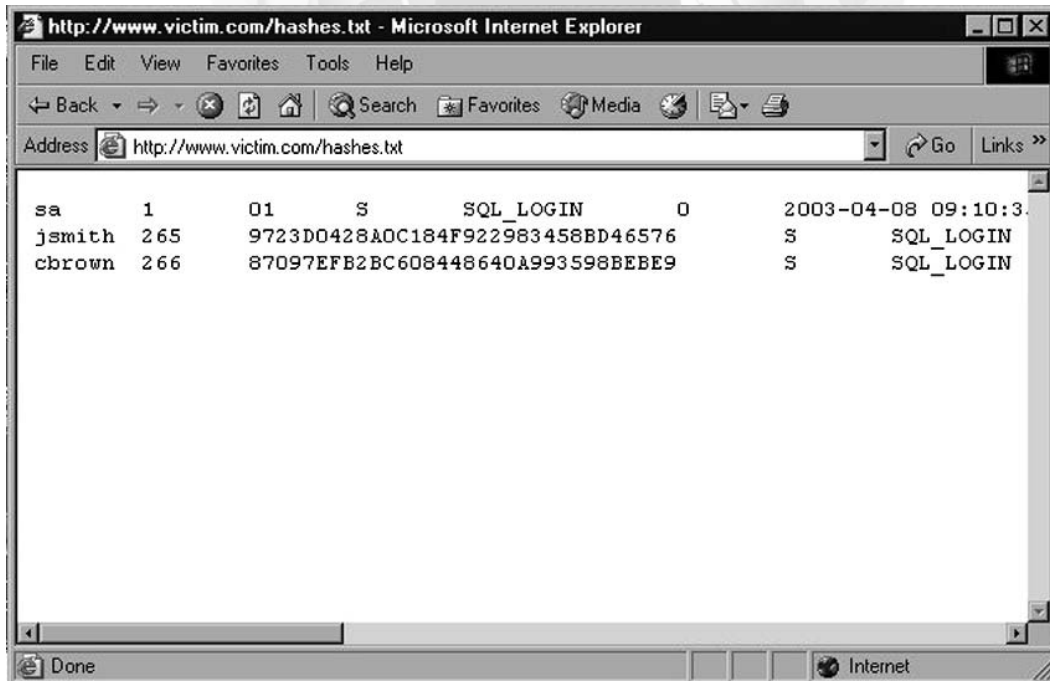 http://www.victim.com/hashes.txt - Microsoft Internet Explorer
File Edit View Favorites Tools Help
Back Search Favorites Media
Address http://www.victim.com/hashes.txt Go Links »
sa 1 01 S SQL_LOGIN 0 2003-04-08 09:10:3
jsmith 265 9723D0428A0C184F922983458BD46576 S SQL_LOGIN
cbrown 266 87097EFB2BC608448640A993598BEBE9 S SQL_LOGIN
Done Internet